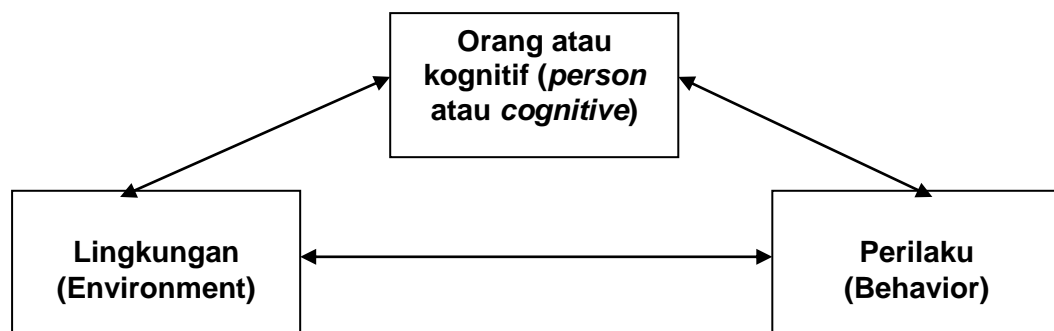 Orang atau
kognitif (person
atau cognitive)
Lingkungan
(Environment)
Perilaku
(Behavior)